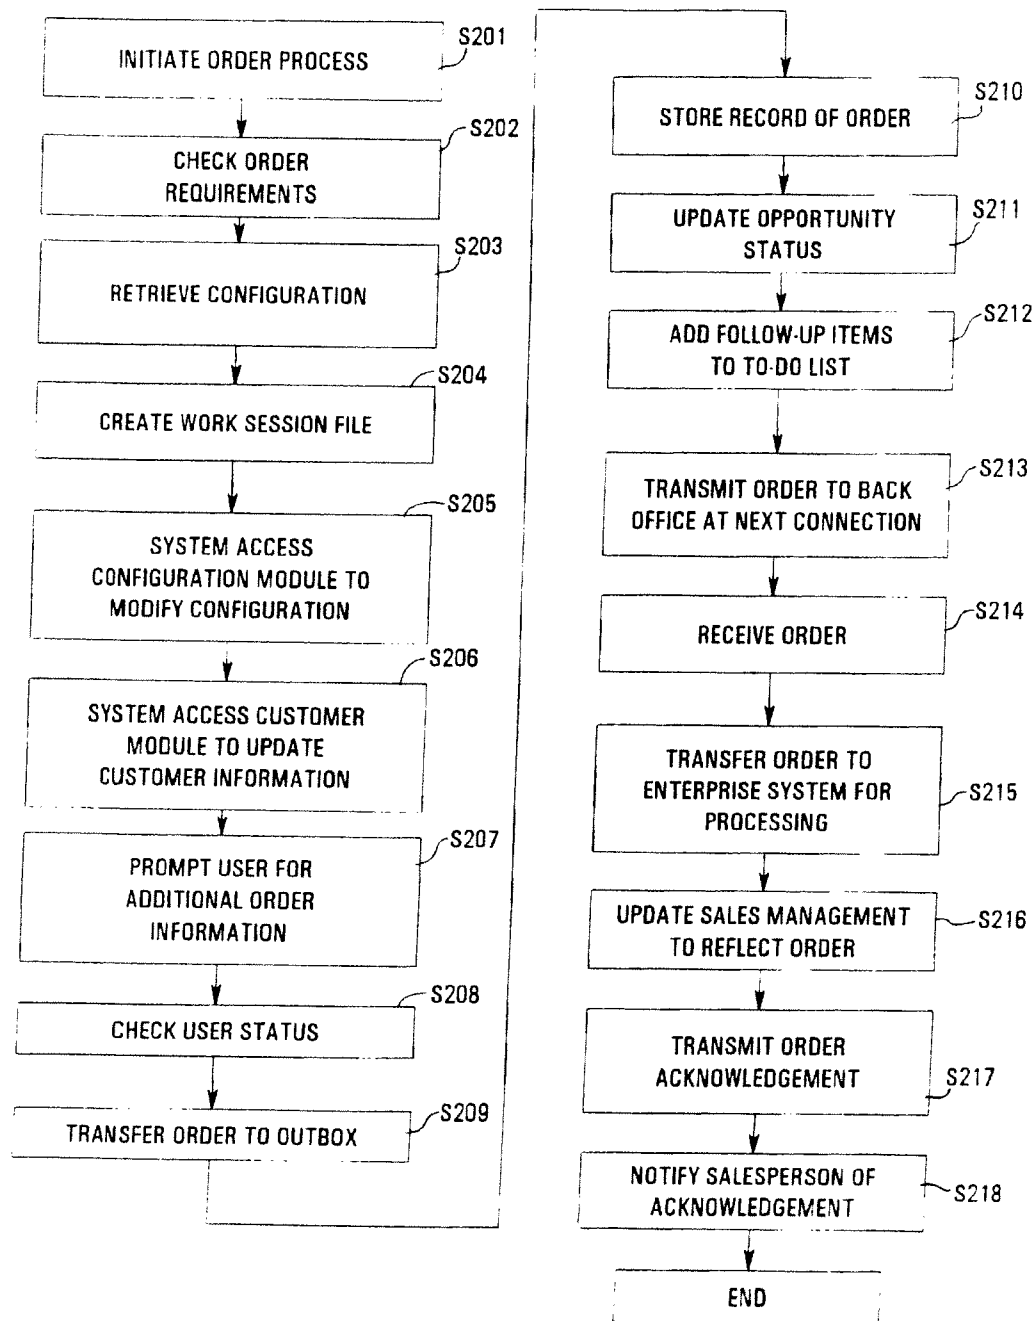 INITIATE ORDER PROCESS
S201
CHECK ORDER
REQUIREMENTS
S202
RETRIEVE CONFIGURATION
S203
CREATE WORK SESSION FILE
S204
SYSTEM ACCESS
CONFIGURATION MODULE TO
MODIFY CONFIGURATION
S205
SYSTEM ACCESS CUSTOMER
MODULE TO UPDATE
CUSTOMER INFORMATION
S206
PROMPT USER FOR
ADDITIONAL ORDER
INFORMATION
S207
CHECK USER STATUS
S208
TRANSFER ORDER TO OUTBOX
S209
STORE RECORD OF ORDER
S210
UPDATE OPPORTUNITY
STATUS
S211
ADD FOLLOW-UP ITEMS
TO TO-DO LIST
S212
TRANSMIT ORDER TO BACK
OFFICE AT NEXT CONNECTION
S213
RECEIVE ORDER
S214
TRANSFER ORDER TO
ENTERPRISE SYSTEM FOR
PROCESSING
S215
UPDATE SALES MANAGEMENT
TO REFLECT ORDER
S216
TRANSMIT ORDER
ACKNOWLEDGEMENT
S217
NOTIFY SALESPERSON OF
ACKNOWLEDGEMENT
S218
END